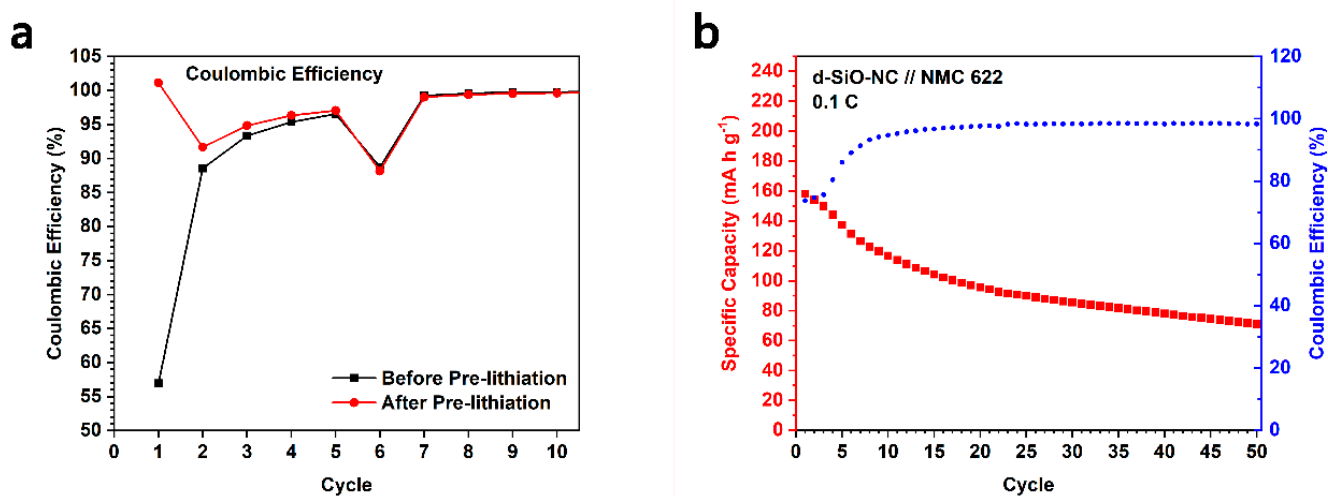 a
Coulombic Efficiency
105
100
95
90
85
80
75
70
65
60
55
50
Coulombic Efficiency (%)
Before Pre-lithiation
After Pre-lithiation
0 1 2 3 4 5 6 7 8 9 10
Cycle
b
d-SiO-NC // NMC 622
0.1 C
240
220
200
180
160
140
120
100
80
60
40
20
0
Specific Capacity (mA h g⁻¹)
120
100
80
60
40
20
0
Coulombic Efficiency (%)
0 5 10 15 20 25 30 35 40 45 50
Cycle